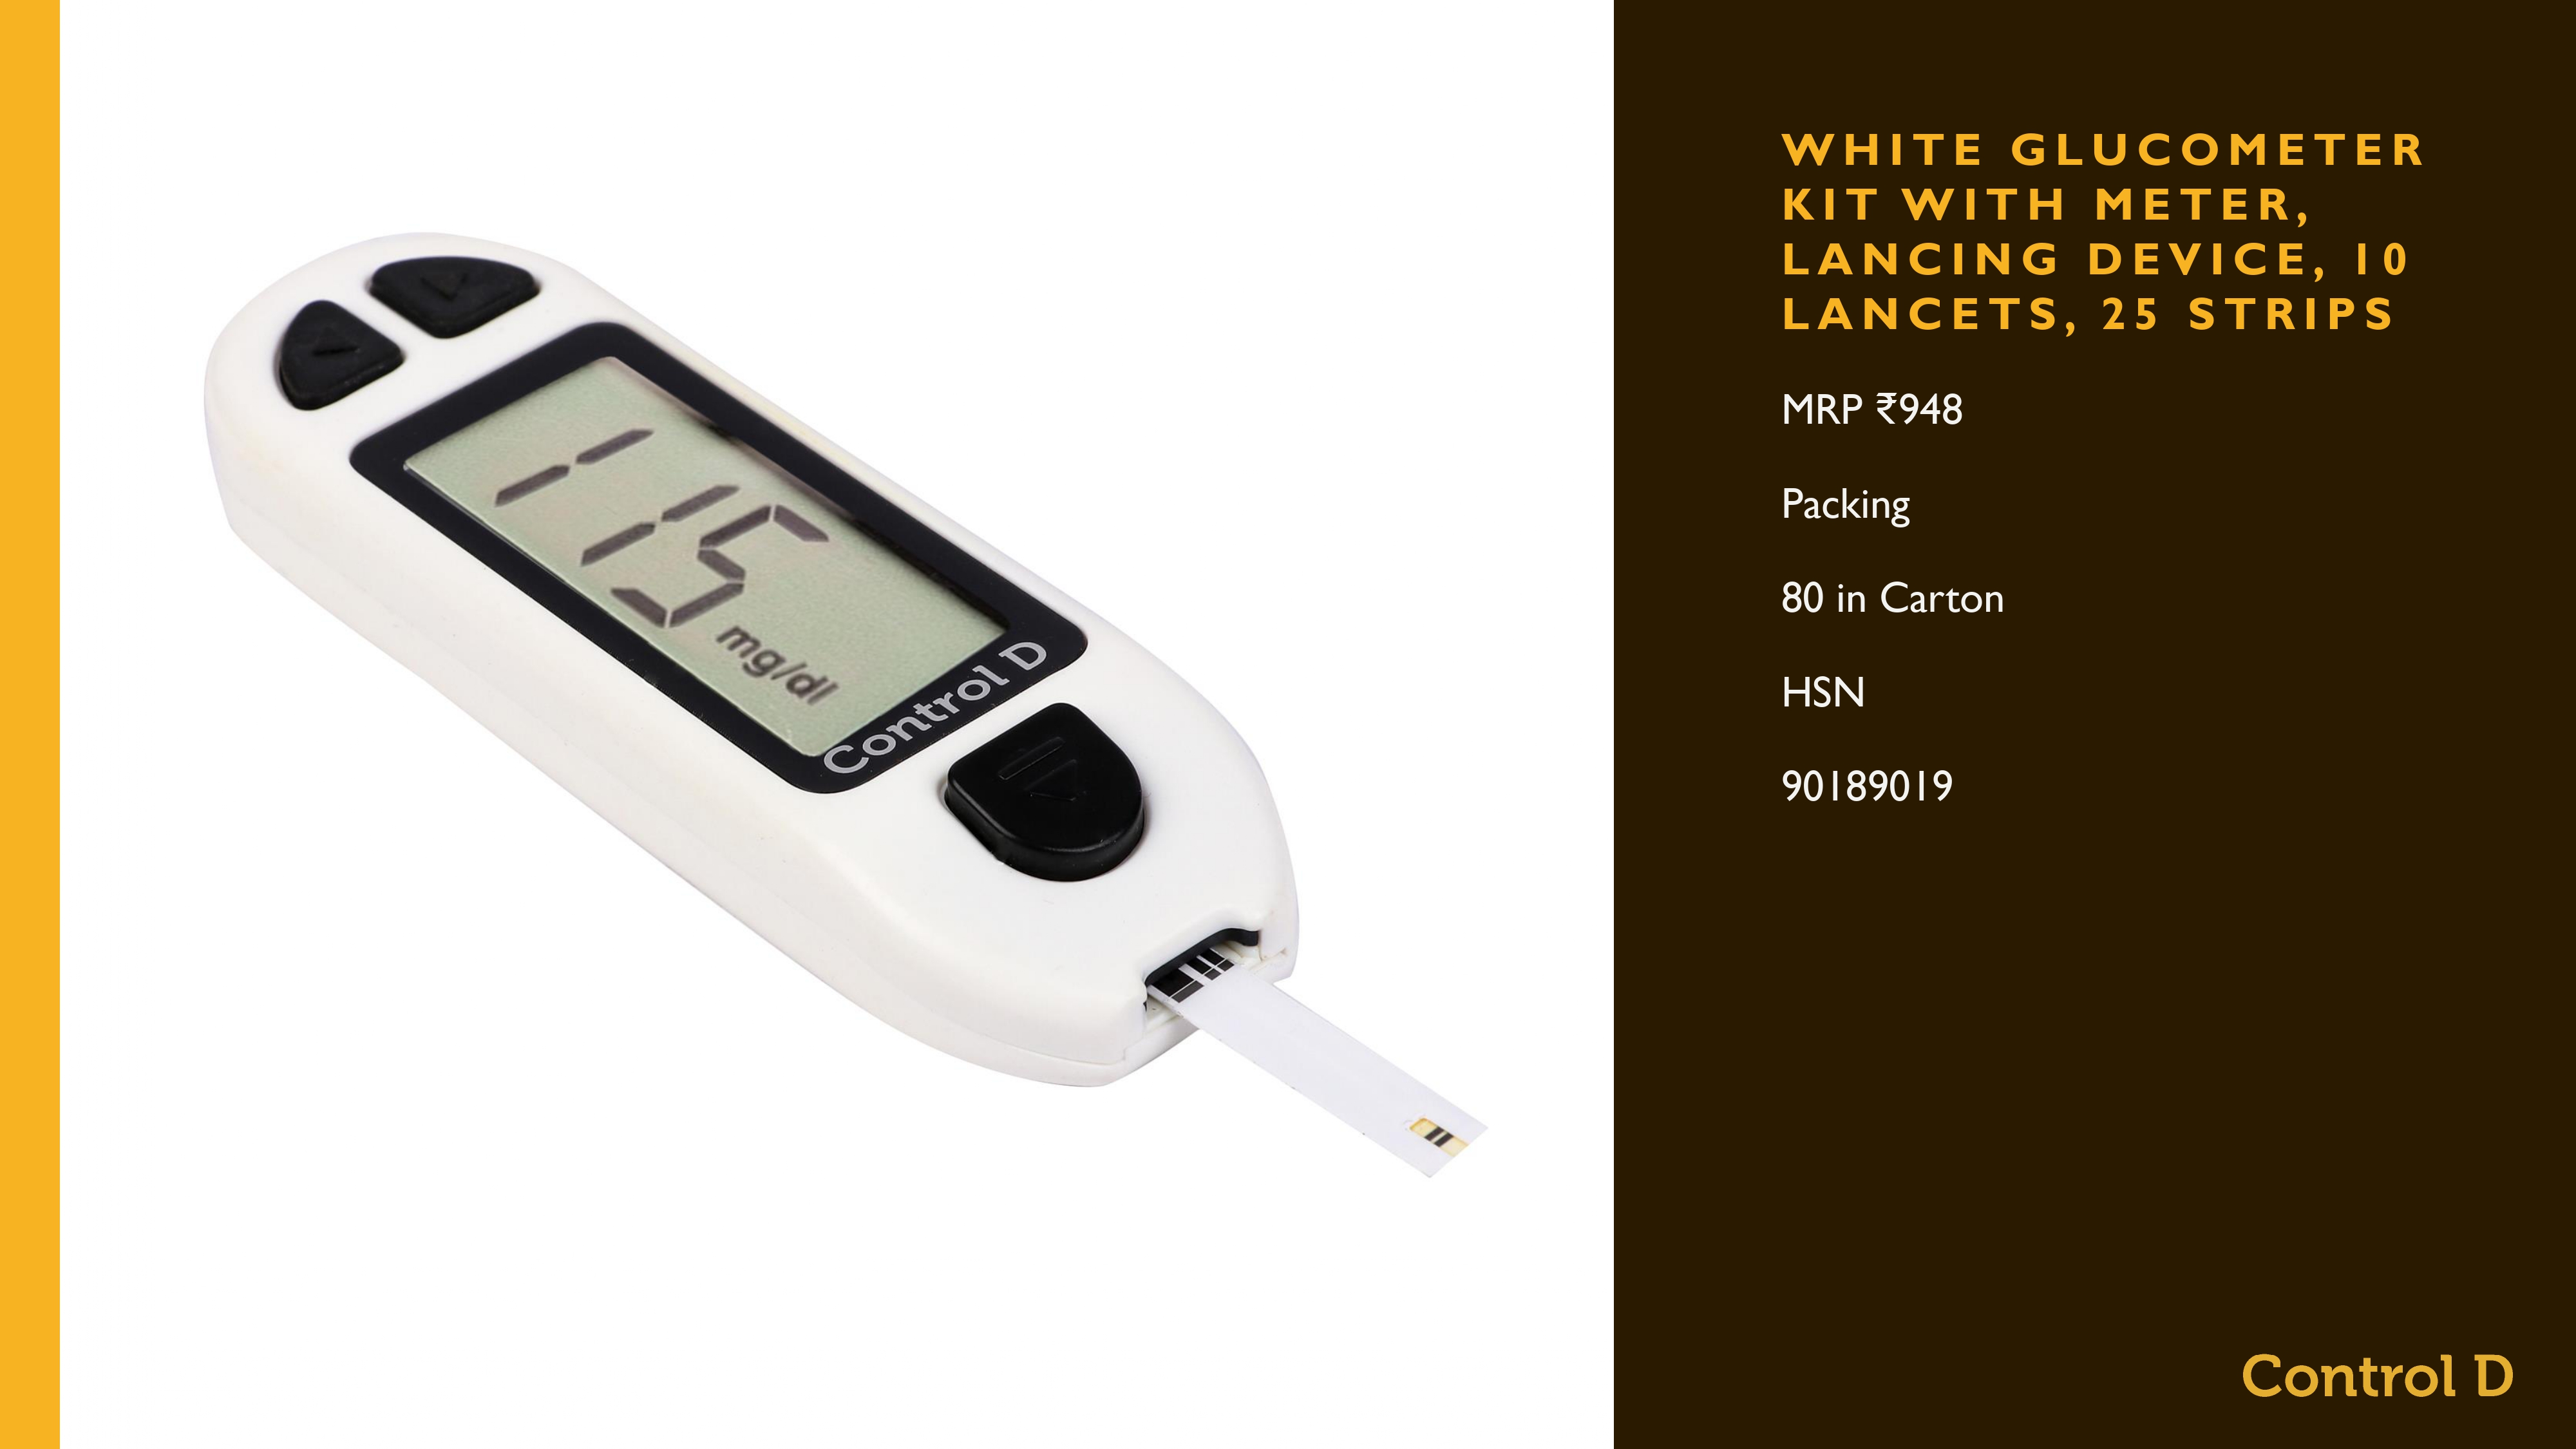 115
mg/dl
Control D
WHITE GLUCOMETER
KIT WITH METER,
LANCING DEVICE, 10
LANCETS, 25 STRIPS
MRP ₹948
Packing
80 in Carton
HSN
90189019
Control D